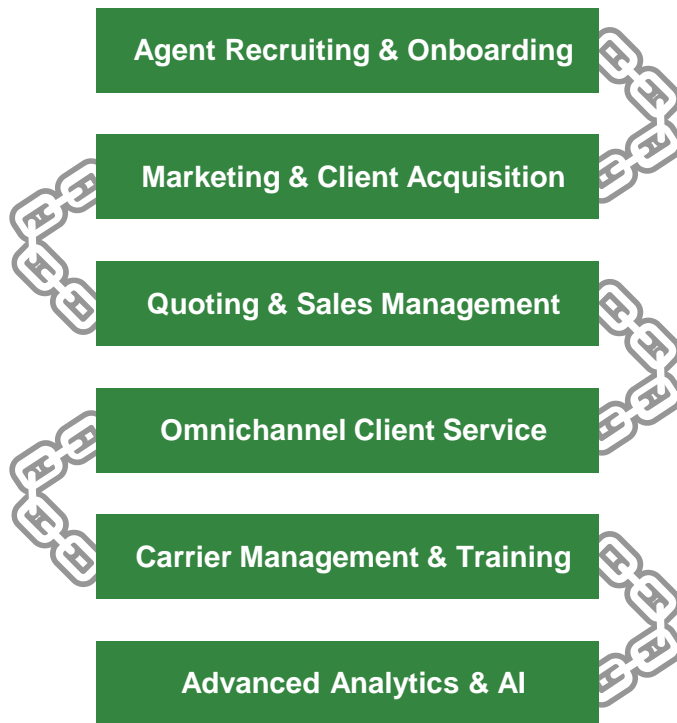 Agent Recruiting & Onboarding
Marketing & Client Acquisition
Quoting & Sales Management
Omnichannel Client Service
Carrier Management & Training
Advanced Analytics & AI